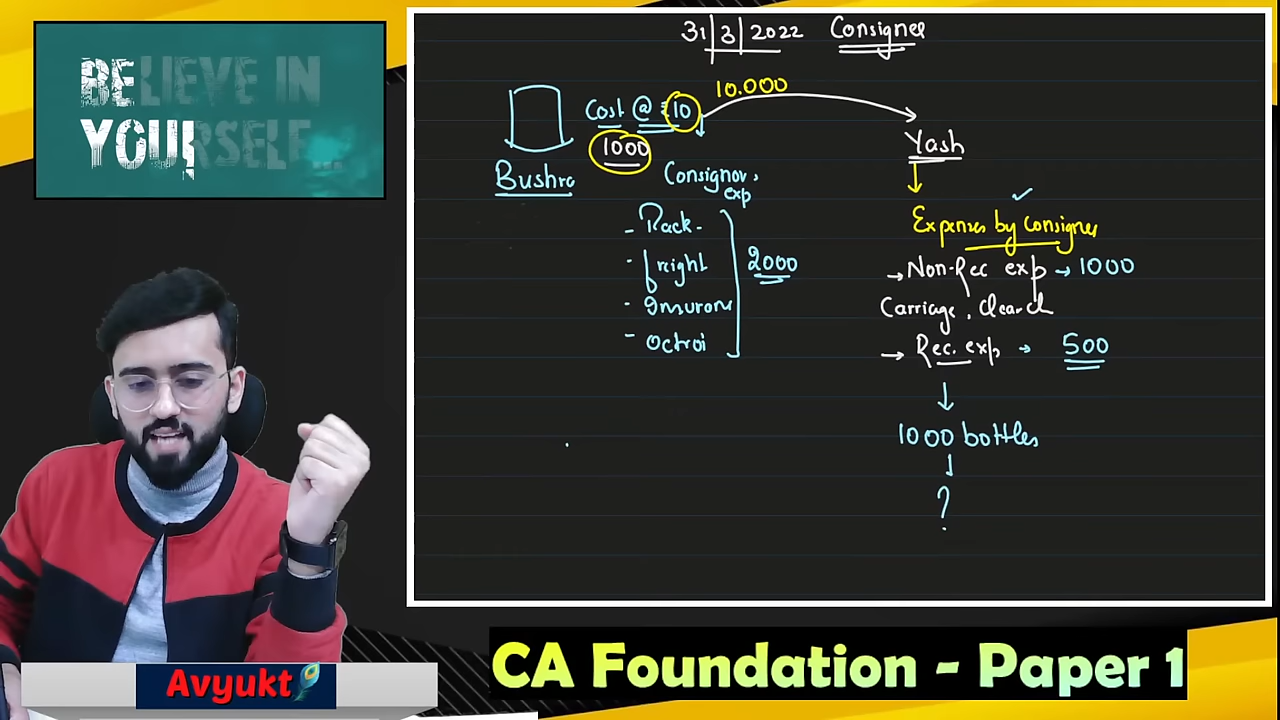 BELIEVE IN
YOURSELF...
31|3|2022 Consignee
10.000
Cost @ 10
1000
Bushra
Consignor
exp
- Pack-
- freight
- Insuran
- Octroi
2000
Yash
Expenses by consignee
→ Non-Rec exp → 1000
Carriage, Clear
→ Rec. exp → 500
1000 bottles
?
Avyukt
CA Foundation - Paper 1